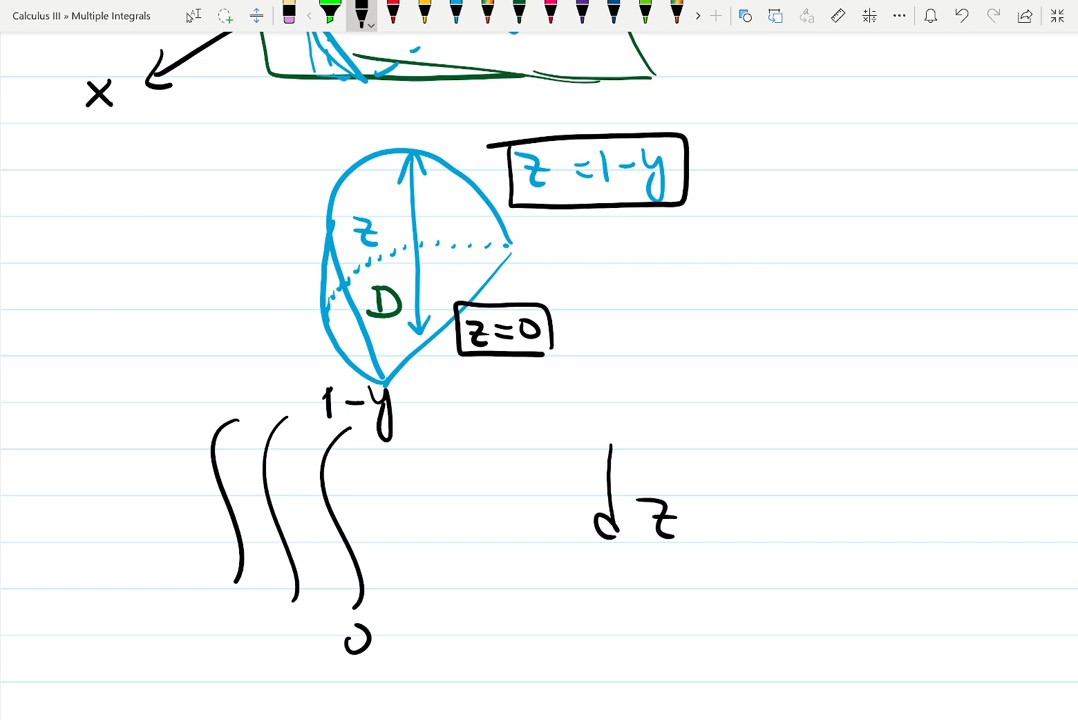 Calculus III » Multiple Integrals
x
z = 1 - y
z
D
z = 0
1 - y
∫∫∫ dz
0